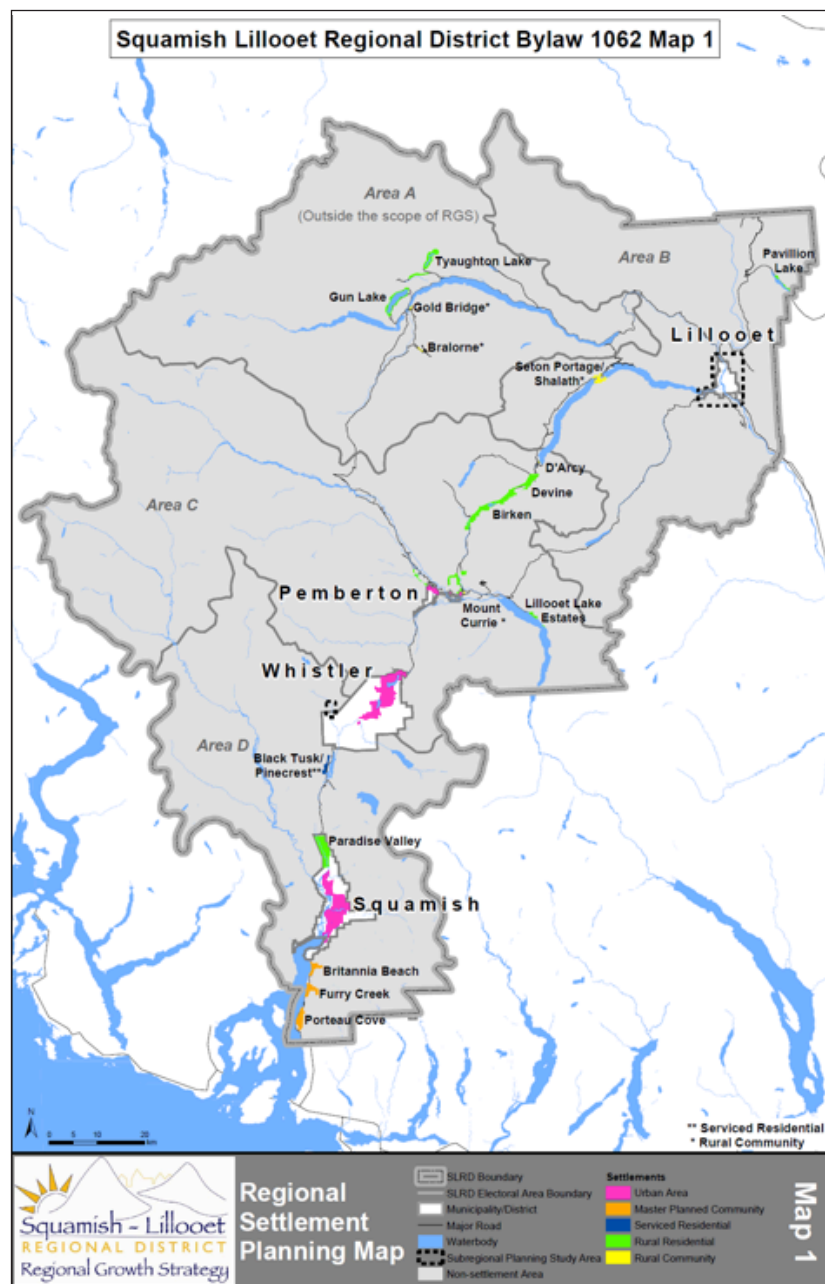 Squamish Lillooet Regional District Bylaw 1062 Map 1
Area A
(Outside the scope of RGS)
Area B
Tyaughton Lake
Pavillion
Lake
Gun Lake
Gold Bridge*
Lillooet
Bralorne*
Seton Portage/
Shalath*
D'Arcy
Devine
Birken
Area C
Pemberton
Mount
Currie *
Lillooet Lake
Estates
Whistler
Area D
Black Tusk/
Pinecrest**
Paradise Valley
Squamish
Britannia Beach
Furry Creek
Porteau Cove
N
0 5 10 20
km
** Serviced Residential
* Rural Community
Squamish - Lillooet
REGIONAL DISTRICT
Regional Growth Strategy
Regional
Settlement
Planning Map
SLRD Boundary
SLRD Electoral Area Boundary
Municipality/District
Major Road
Waterbody
Subregional Planning Study Area
Non-settlement Area
Settlements
Urban Area
Master Planned Community
Serviced Residential
Rural Residential
Rural Community
Map 1